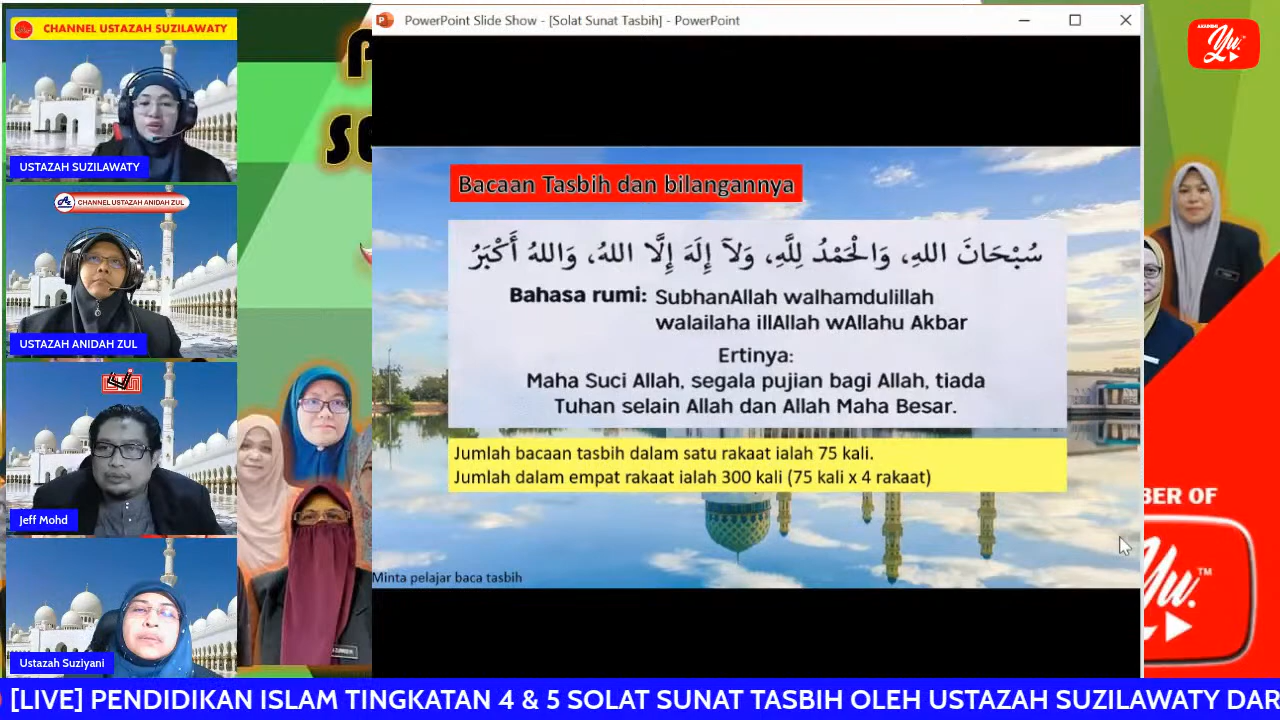 CHANNEL USTAZAH SUZILAWATY
USTAZAH SUZILAWATY
CHANNEL USTAZAH ANIDAH ZUL
USTAZAH ANIDAH ZUL
Jeff Mohd
Ustazah Suziyani
PowerPoint Slide Show - [Solat Sunat Tasbih] - PowerPoint
Bacaan Tasbih dan bilangannya
سُبْحَانَ اللهِ، وَالْحَمْدُ لِلَّهِ، وَلَآ إِلَهَ إِلَّا اللهُ، وَاللهُ أَكْبَرُ
Bahasa rumi: SubhanAllah walhamdulillah
walailaha illAllah wAllahu Akbar
Ertinya:
Maha Suci Allah, segala pujian bagi Allah, tiada
Tuhan selain Allah dan Allah Maha Besar.
Jumlah bacaan tasbih dalam satu rakaat ialah 75 kali.
Jumlah dalam empat rakaat ialah 300 kali (75 kali x 4 rakaat)
Minta pelajar baca tasbih
Yu.
BER OF
Yu.™
[LIVE] PENDIDIKAN ISLAM TINGKATAN 4 & 5 SOLAT SUNAT TASBIH OLEH USTAZAH SUZILAWATY DAR